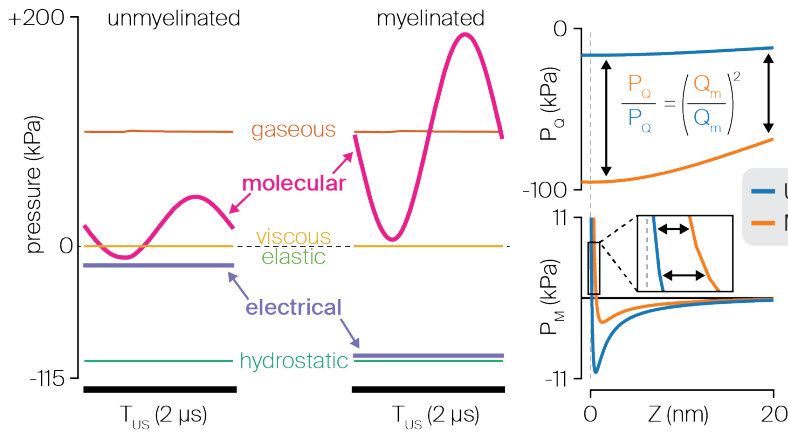 unmyelinated
myelinated
+200
0
-115
pressure (kPa)
gaseous
molecular
viscous
elastic
electrical
hydrostatic
T_US (2 µs)
T_US (2 µs)
0
-100
P_Q (kPa)
P_Q / P_Q = (Q_m / Q_m)²
11
-11
P_M (kPa)
0
Z (nm)
20